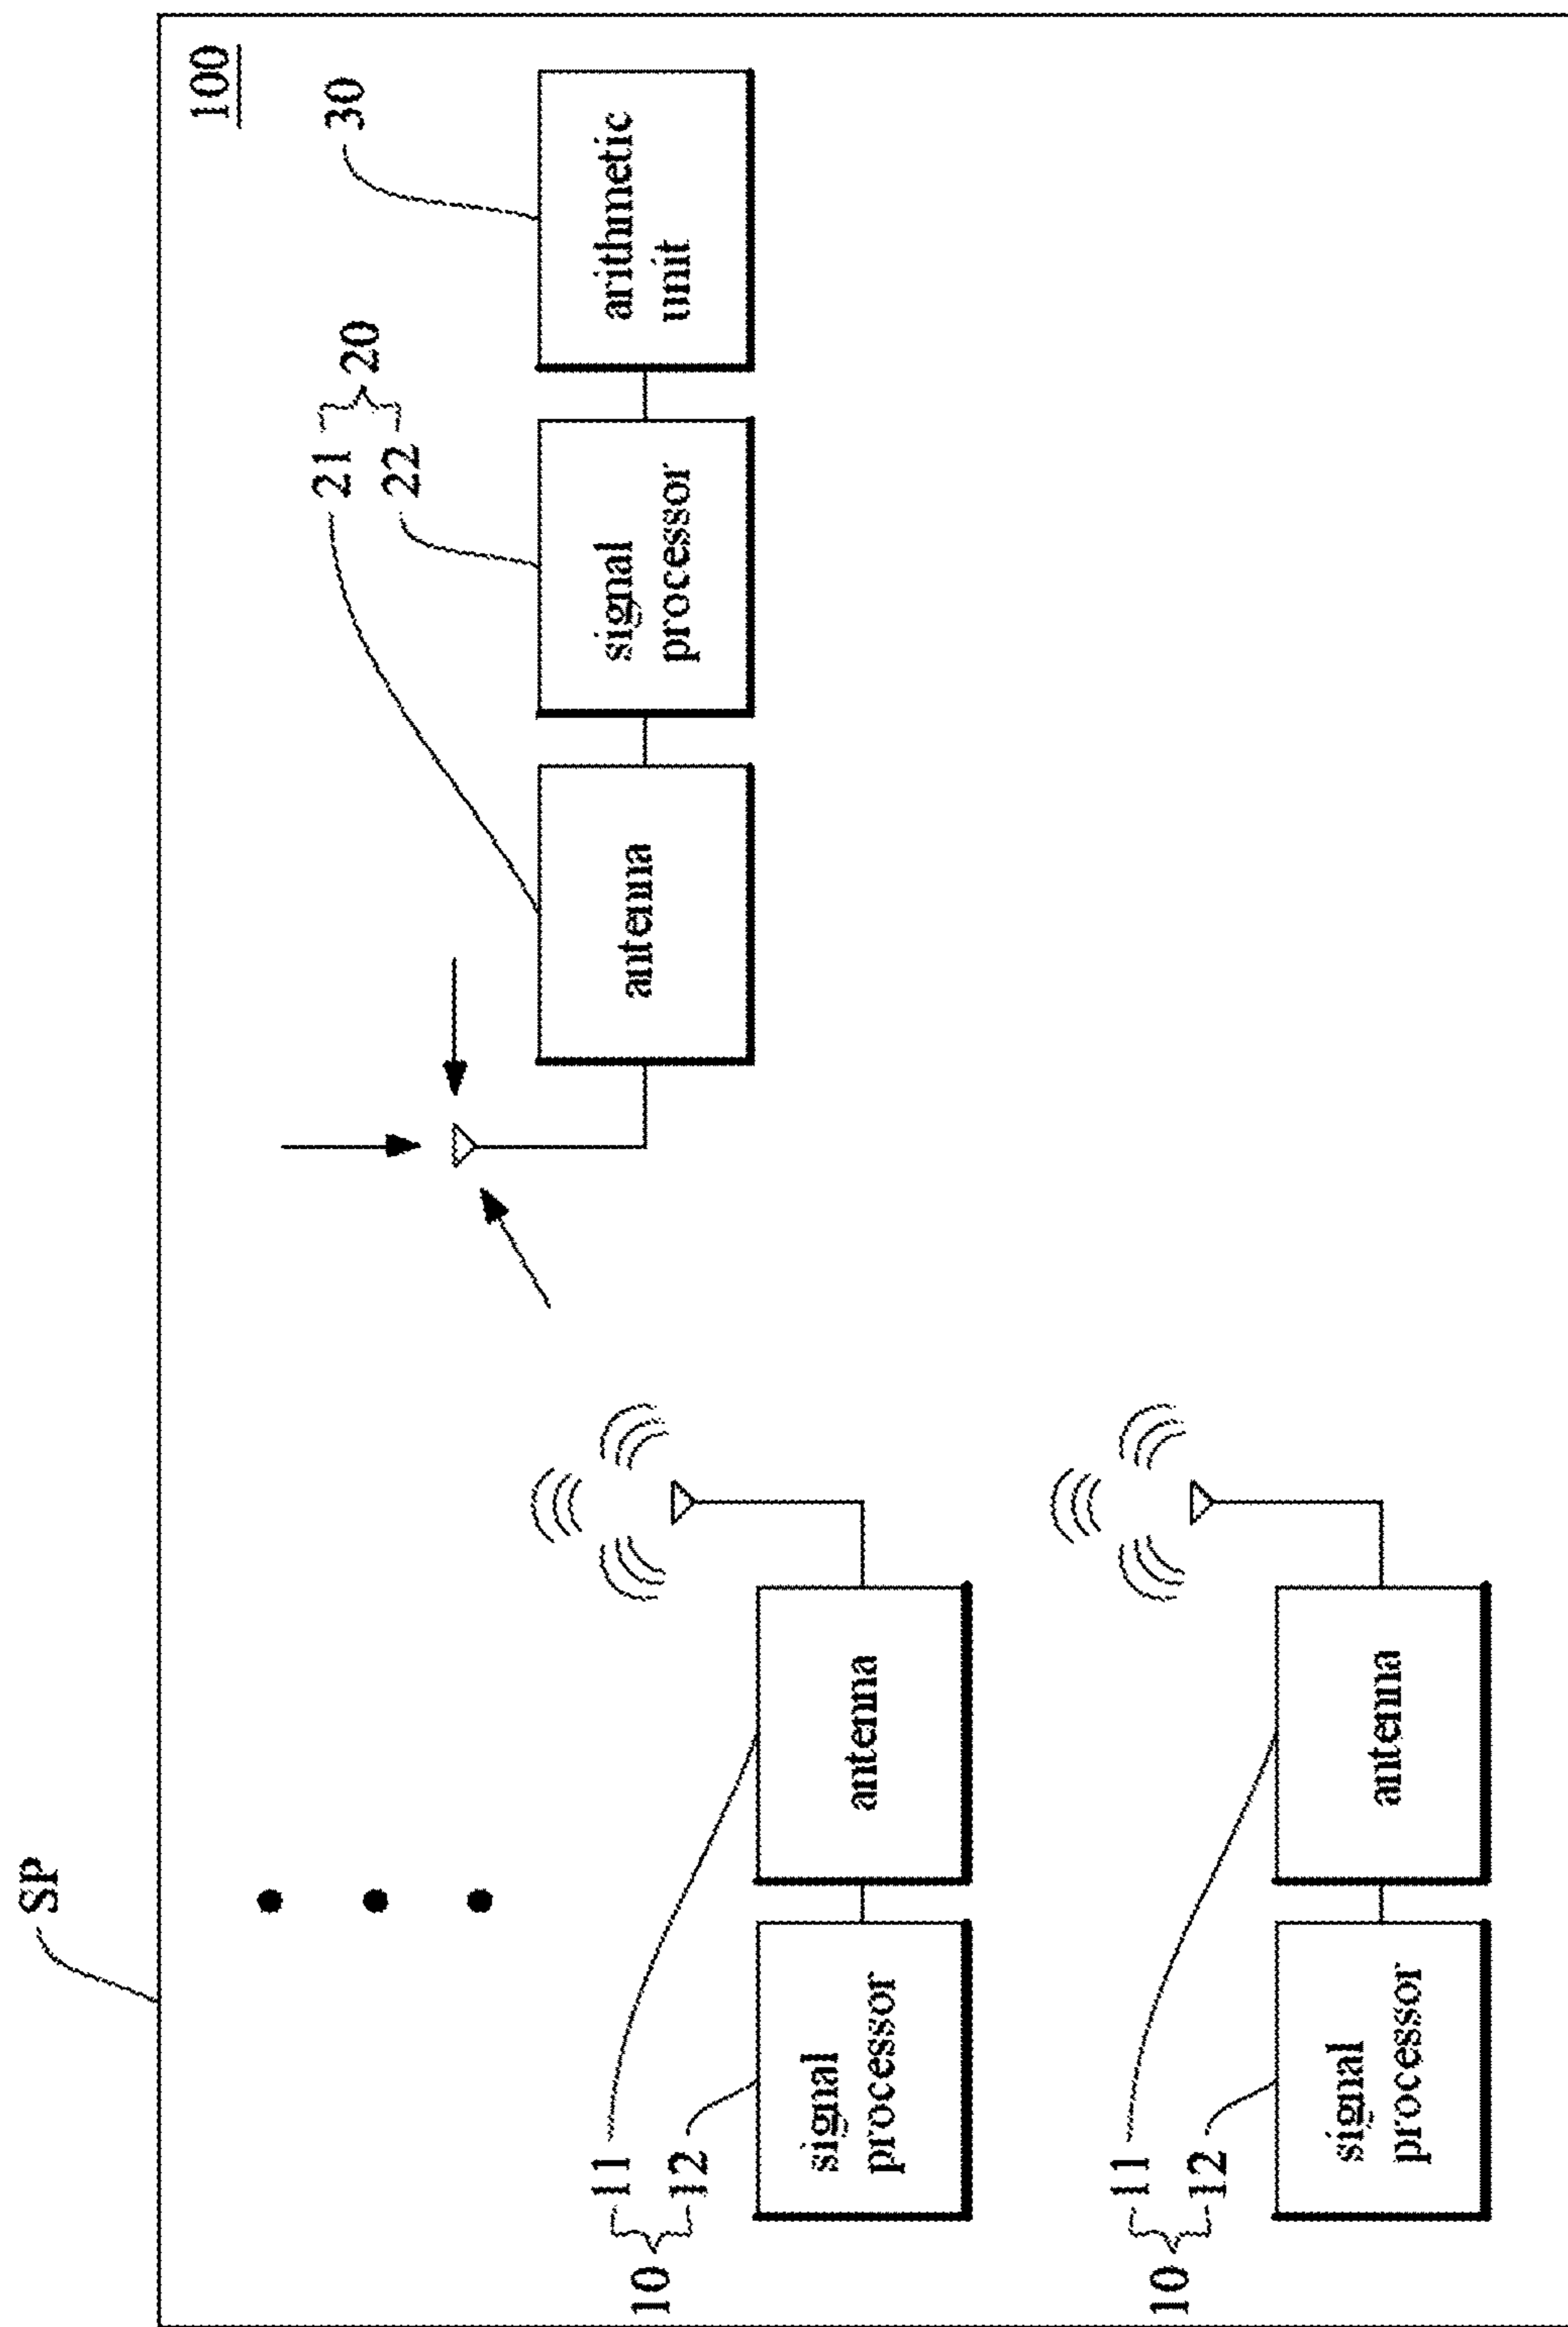 SP
100
30
20
21
22
arithmetic
unit
signal
processor
antenna
10
11
12
signal
processor
antenna
10
11
12
signal
processor
antenna